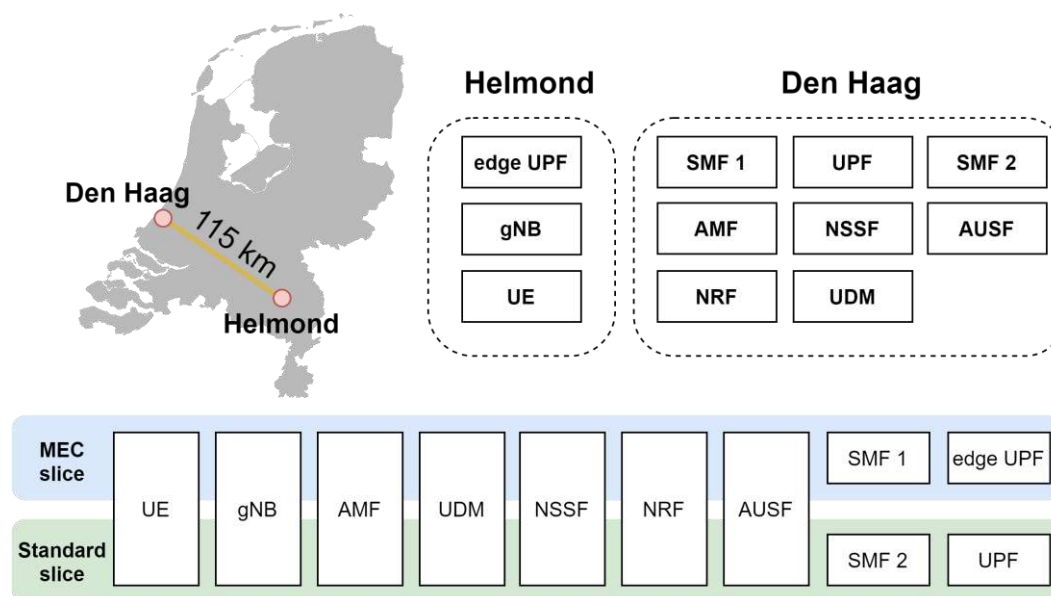 Den Haag
115 km
Helmond
Helmond
edge UPF
gNB
UE
Den Haag
SMF 1 UPF SMF 2
AMF NSSF AUSF
NRF UDM
MEC
slice
Standard
slice
UE gNB AMF UDM NSSF NRF AUSF
SMF 1 edge UPF
SMF 2 UPF